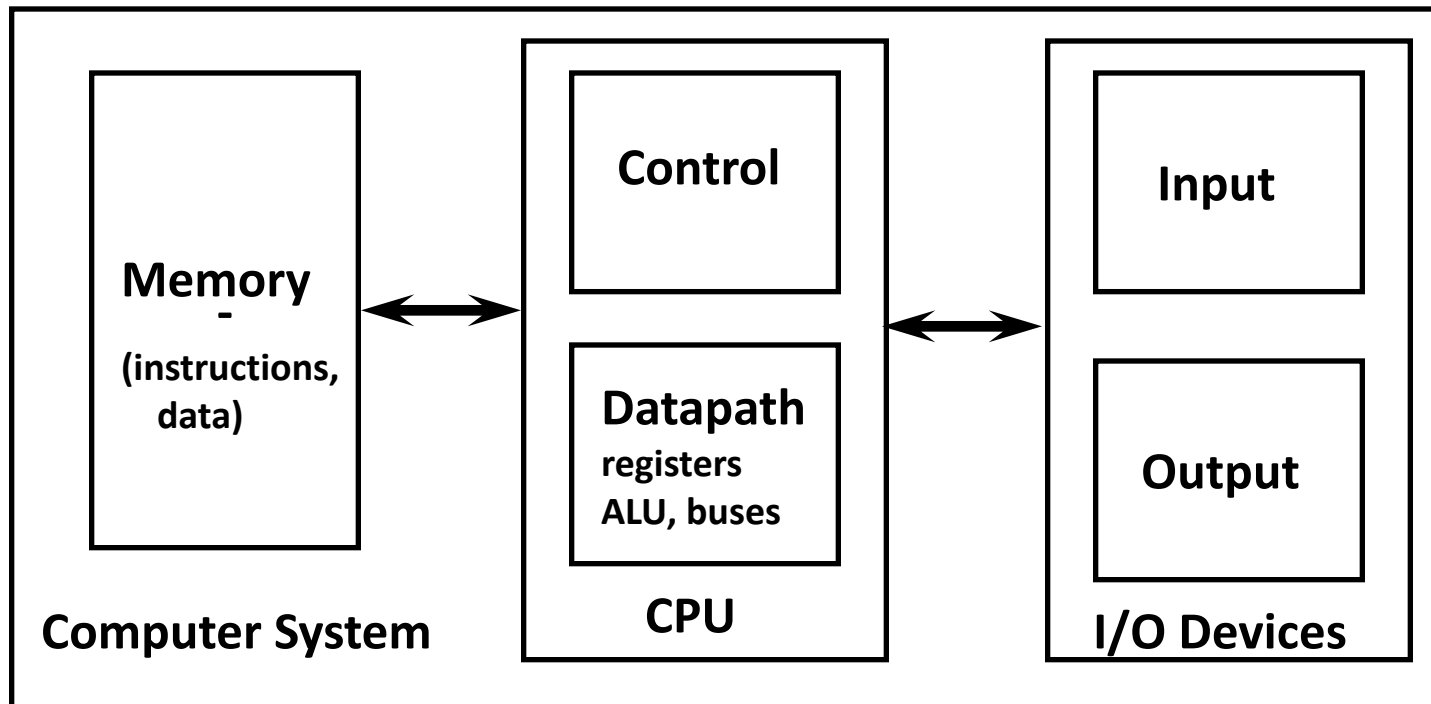 Memory
-
(instructions,
data)
Computer System
Control
Datapath
registers
ALU, buses
CPU
Input
Output
I/O Devices